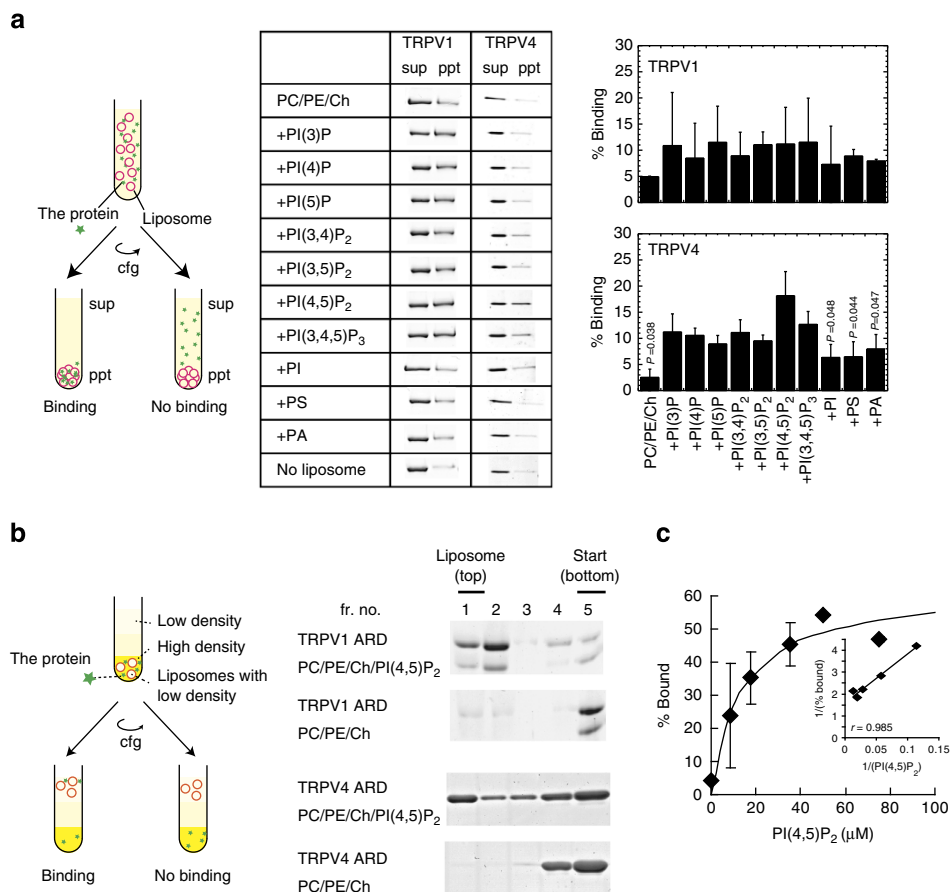 a
TRPV1 TRPV4
sup ppt sup ppt
PC/PE/Ch
+PI(3)P
+PI(4)P
+PI(5)P
+PI(3,4)P2
+PI(3,5)P2
+PI(4,5)P2
+PI(3,4,5)P3
+PI
+PS
+PA
No liposome
The protein
Liposome
cfg
sup
sup
ppt
ppt
Binding
No binding
30
25
20
15
10
5
0
% Binding
TRPV1
30
25
20
15
10
5
0
% Binding
TRPV4
P=0.038
P=0.048
P=0.044
P=0.047
PC/PE/Ch
+PI(3)P
+PI(4)P
+PI(5)P
+PI(3,4)P2
+PI(3,5)P2
+PI(4,5)P2
+PI(3,4,5)P3
+PI
+PS
+PA
b
Low density
High density
The protein
Liposomes with
low density
cfg
Binding
No binding
Liposome
(top)
Start
(bottom)
fr. no. 1 2 3 4 5
TRPV1 ARD
PC/PE/Ch/PI(4,5)P2
TRPV1 ARD
PC/PE/Ch
TRPV4 ARD
PC/PE/Ch/PI(4,5)P2
TRPV4 ARD
PC/PE/Ch
c
60
50
40
30
20
10
0
% Bound
0 20 40 60 80 100
PI(4,5)P2 (μM)
4
3
2
1
0
1/(% bound)
r = 0.985
0 0.05 0.10 0.15
1/(PI(4,5)P2)